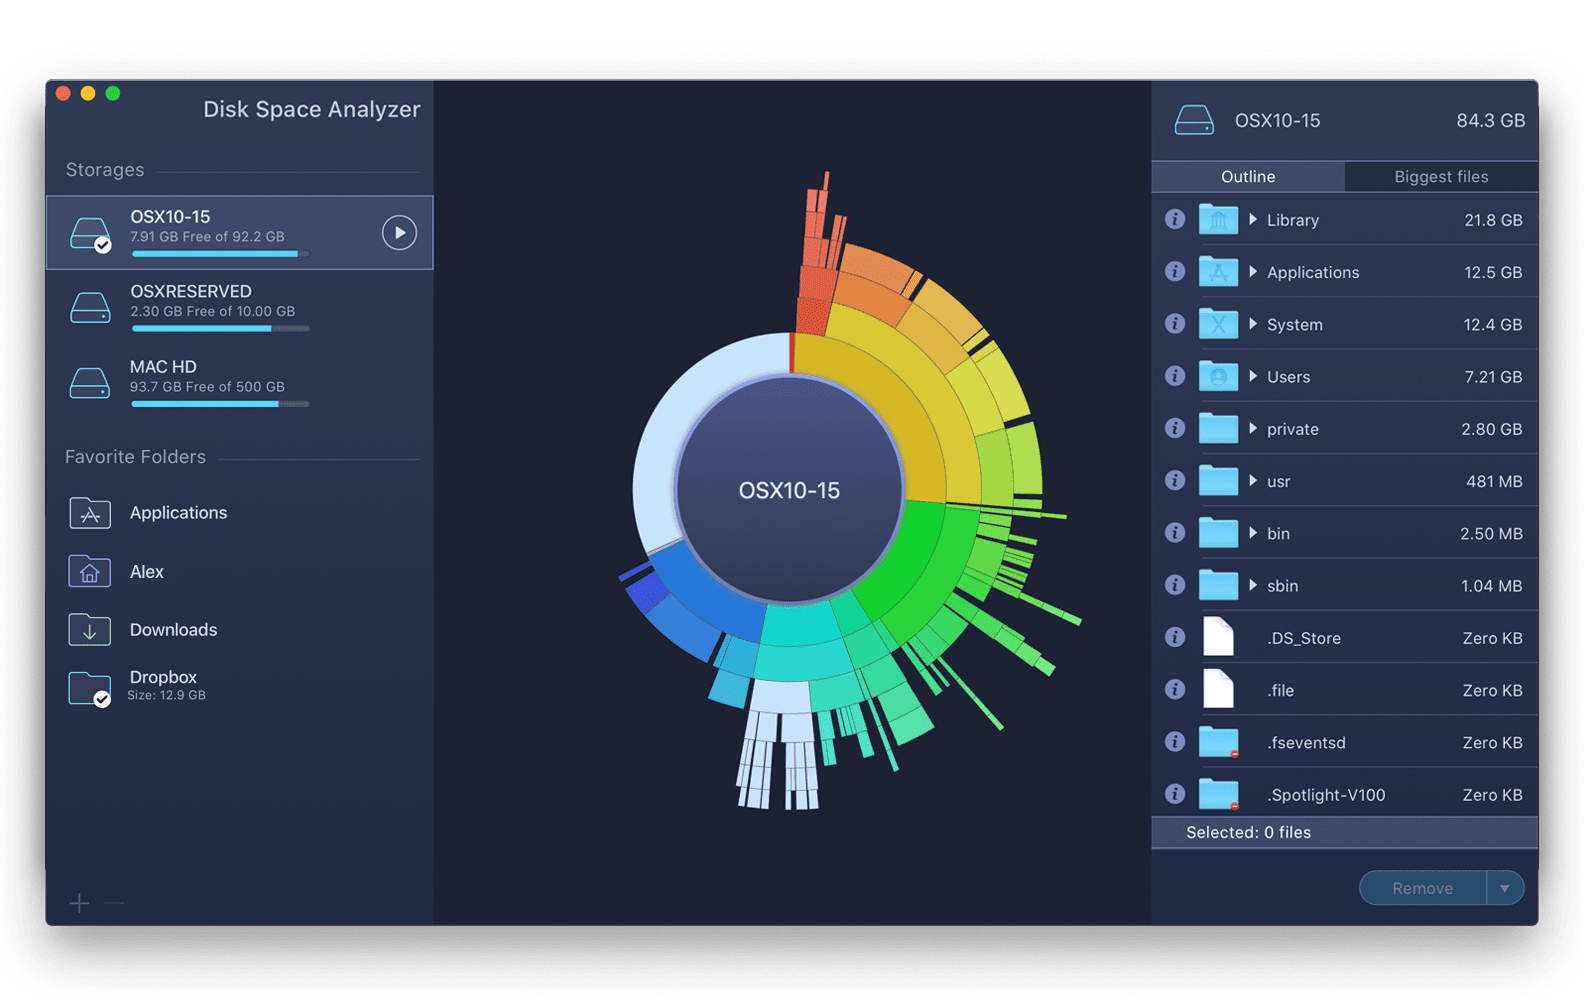 Disk Space Analyzer
Storages
OSX10-15
7.91 GB Free of 92.2 GB
OSXRESERVED
2.30 GB Free of 10.00 GB
MAC HD
93.7 GB Free of 500 GB
Favorite Folders
Applications
Alex
Downloads
Dropbox
Size: 12.9 GB
OSX10-15
OSX10-15 84.3 GB
Outline Biggest files
Library 21.8 GB
Applications 12.5 GB
System 12.4 GB
Users 7.21 GB
private 2.80 GB
usr 481 MB
bin 2.50 MB
sbin 1.04 MB
.DS_Store Zero KB
.file Zero KB
.fseventsd Zero KB
.Spotlight-V100 Zero KB
Selected: 0 files
Remove